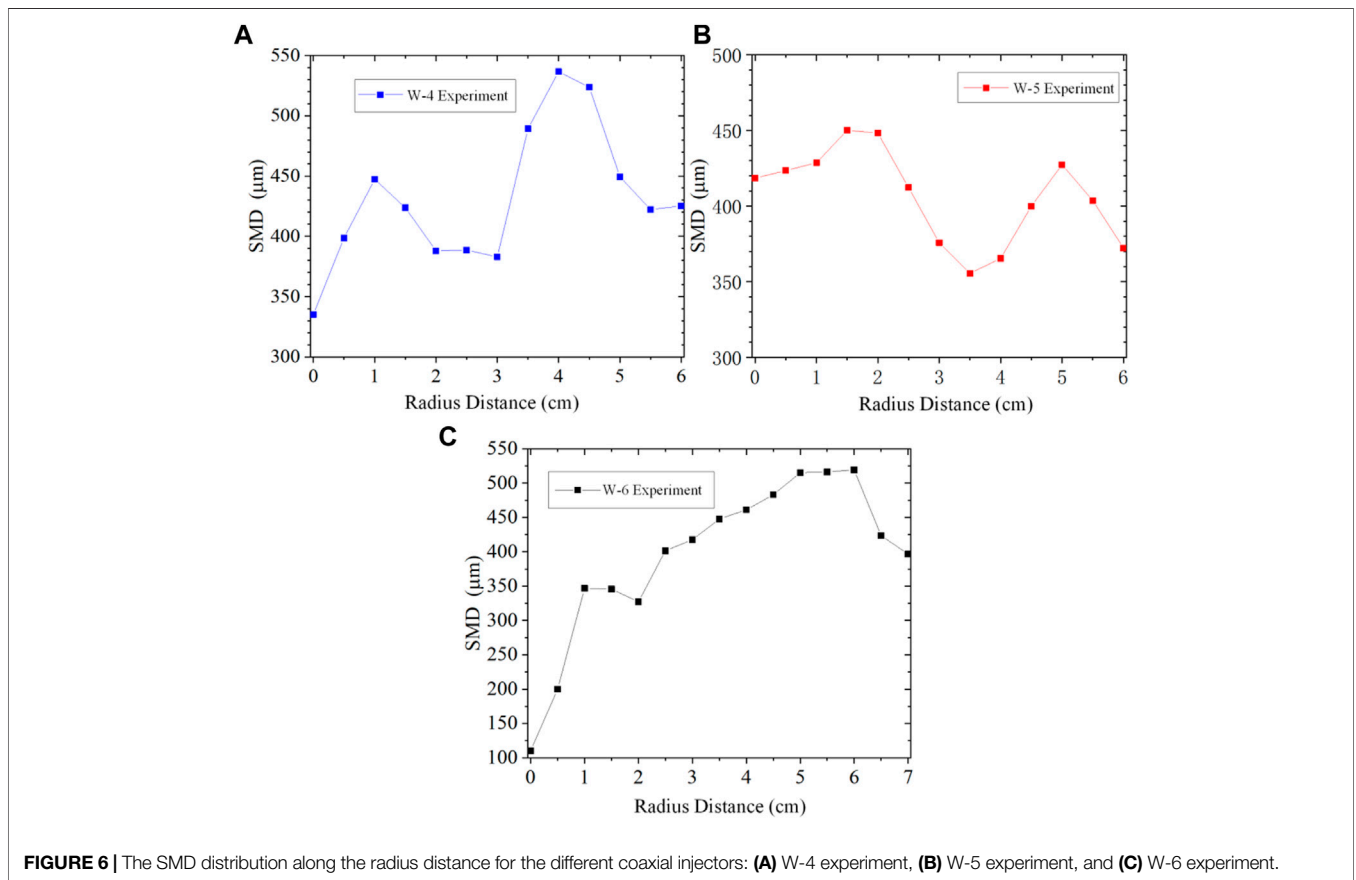 A
550
500
450
400
350
300
SMD (μm)
W-4 Experiment
0 1 2 3 4 5 6
Radius Distance (cm)
B
500
450
400
350
300
SMD (μm)
W-5 Experiment
0 1 2 3 4 5 6
Radius Distance (cm)
C
550
500
450
400
350
300
250
200
150
100
SMD (μm)
W-6 Experiment
0 1 2 3 4 5 6 7
Radius Distance (cm)
FIGURE 6 | The SMD distribution along the radius distance for the different coaxial injectors: (A) W-4 experiment, (B) W-5 experiment, and (C) W-6 experiment.